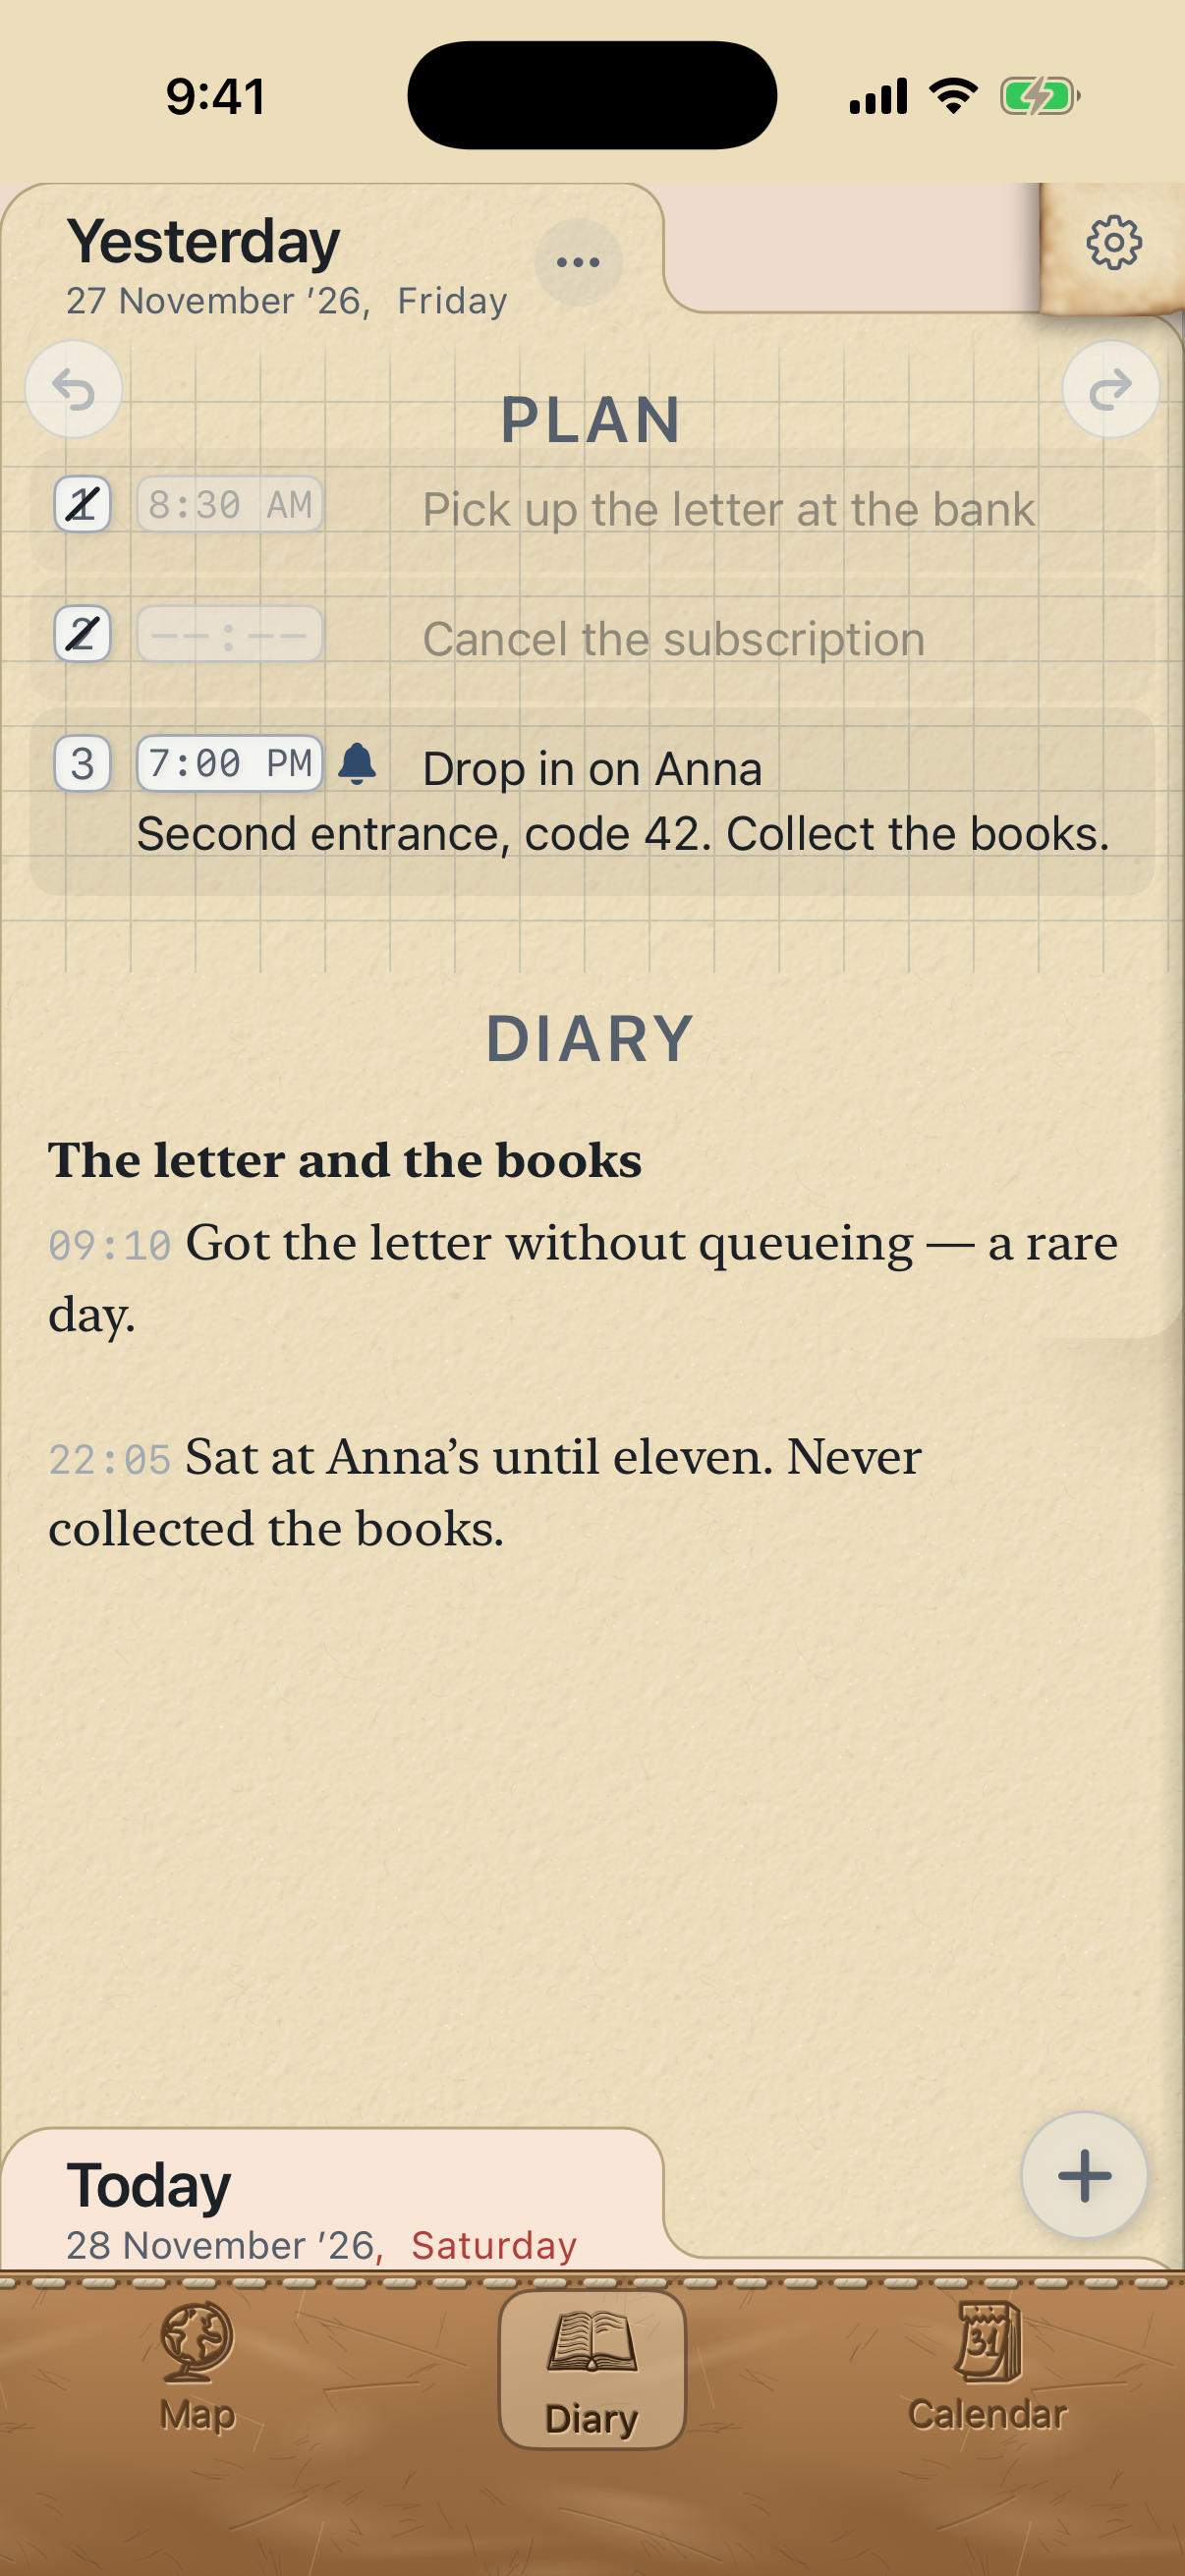 9:41
Yesterday
27 November ’26, Friday
PLAN
1 8:30 AM Pick up the letter at the bank
2 --:-- Cancel the subscription
3 7:00 PM Drop in on Anna
Second entrance, code 42. Collect the books.
DIARY
The letter and the books
09:10 Got the letter without queueing — a rare
day.
22:05 Sat at Anna’s until eleven. Never
collected the books.
Today
28 November ’26, Saturday
31
Map Diary Calendar